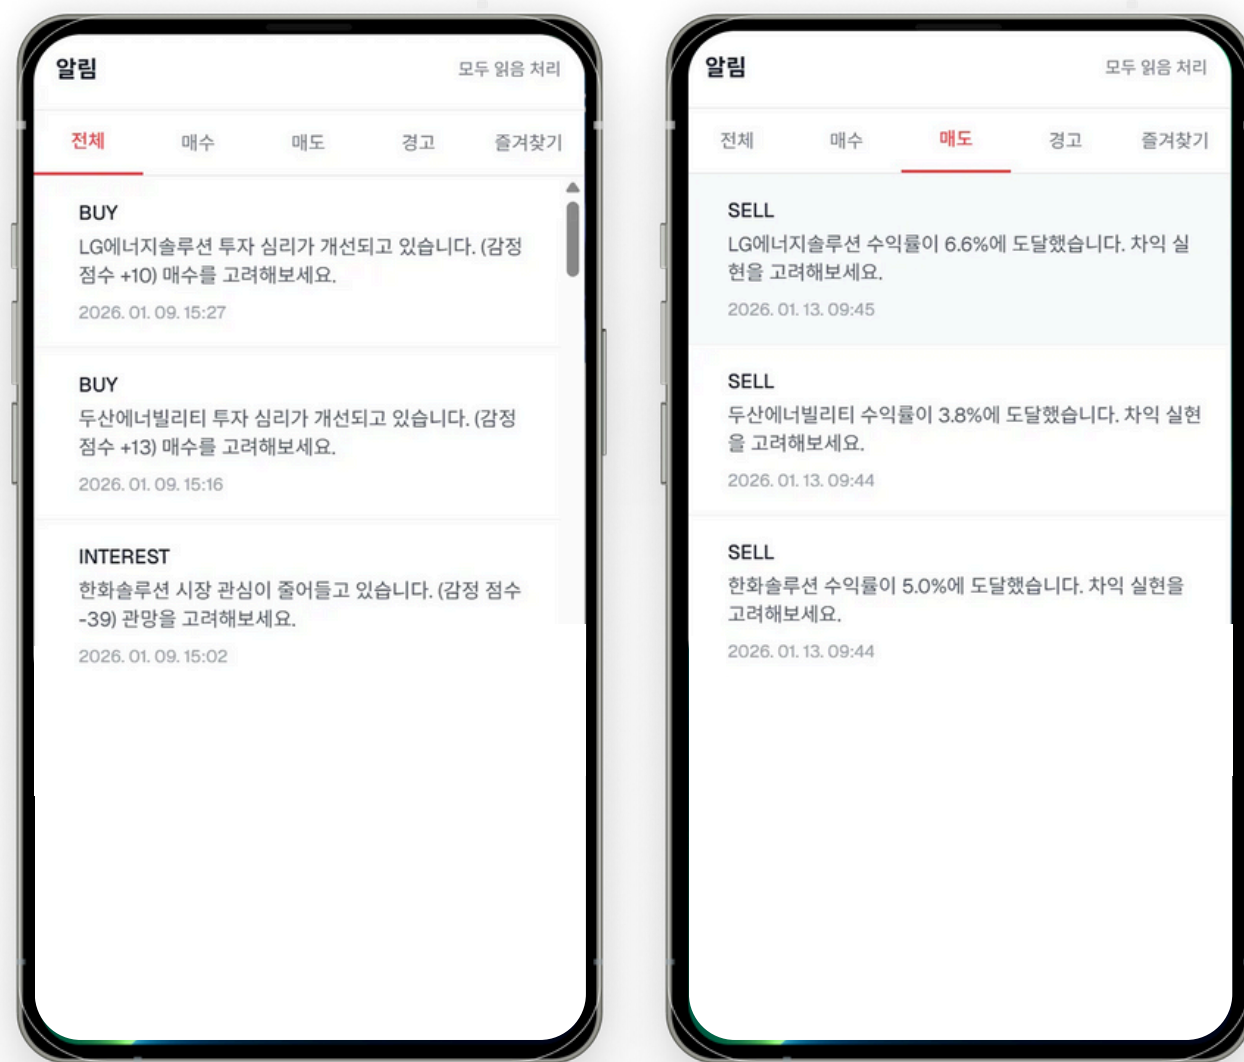 알림
모두 읽음 처리
전체 매수 매도 경고 즐겨찾기
BUY
LG에너지솔루션 투자 심리가 개선되고 있습니다. (감정
점수 +10) 매수를 고려해보세요.
2026. 01. 09. 15:27
BUY
두산에너빌리티 투자 심리가 개선되고 있습니다. (감정
점수 +13) 매수를 고려해보세요.
2026. 01. 09. 15:16
INTEREST
한화솔루션 시장 관심이 줄어들고 있습니다. (감정 점수
-39) 관망을 고려해보세요.
2026. 01. 09. 15:02
알림
모두 읽음 처리
전체 매수 매도 경고 즐겨찾기
SELL
LG에너지솔루션 수익률이 6.6%에 도달했습니다. 차익 실
현을 고려해보세요.
2026. 01. 13. 09:45
SELL
두산에너빌리티 수익률이 3.8%에 도달했습니다. 차익 실현
을 고려해보세요.
2026. 01. 13. 09:44
SELL
한화솔루션 수익률이 5.0%에 도달했습니다. 차익 실현을
고려해보세요.
2026. 01. 13. 09:44